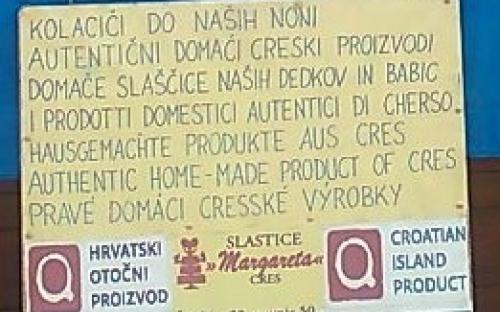 KOLAČIĆI DO NAŠIH NONI
AUTENTIČNI DOMAĆI CRESKI PROIZVODI
DOMAČE SLAŠČICE NAŠIH DEDKOV IN BABIC
I PRODOTTI DOMESTICI AUTENTICI DI CHERSO
HAUSGEMACHTE PRODUKTE AUS CRES
AUTHENTIC HOME-MADE PRODUCT OF CRES
PRAVÉ DOMÁCI CRESSKÉ VÝROBKY
Q HRVATSKI
OTOČNI
PROIZVOD
SLASTICE
"Margareta"
CRES
Q CROATIAN
ISLAND
PRODUCT